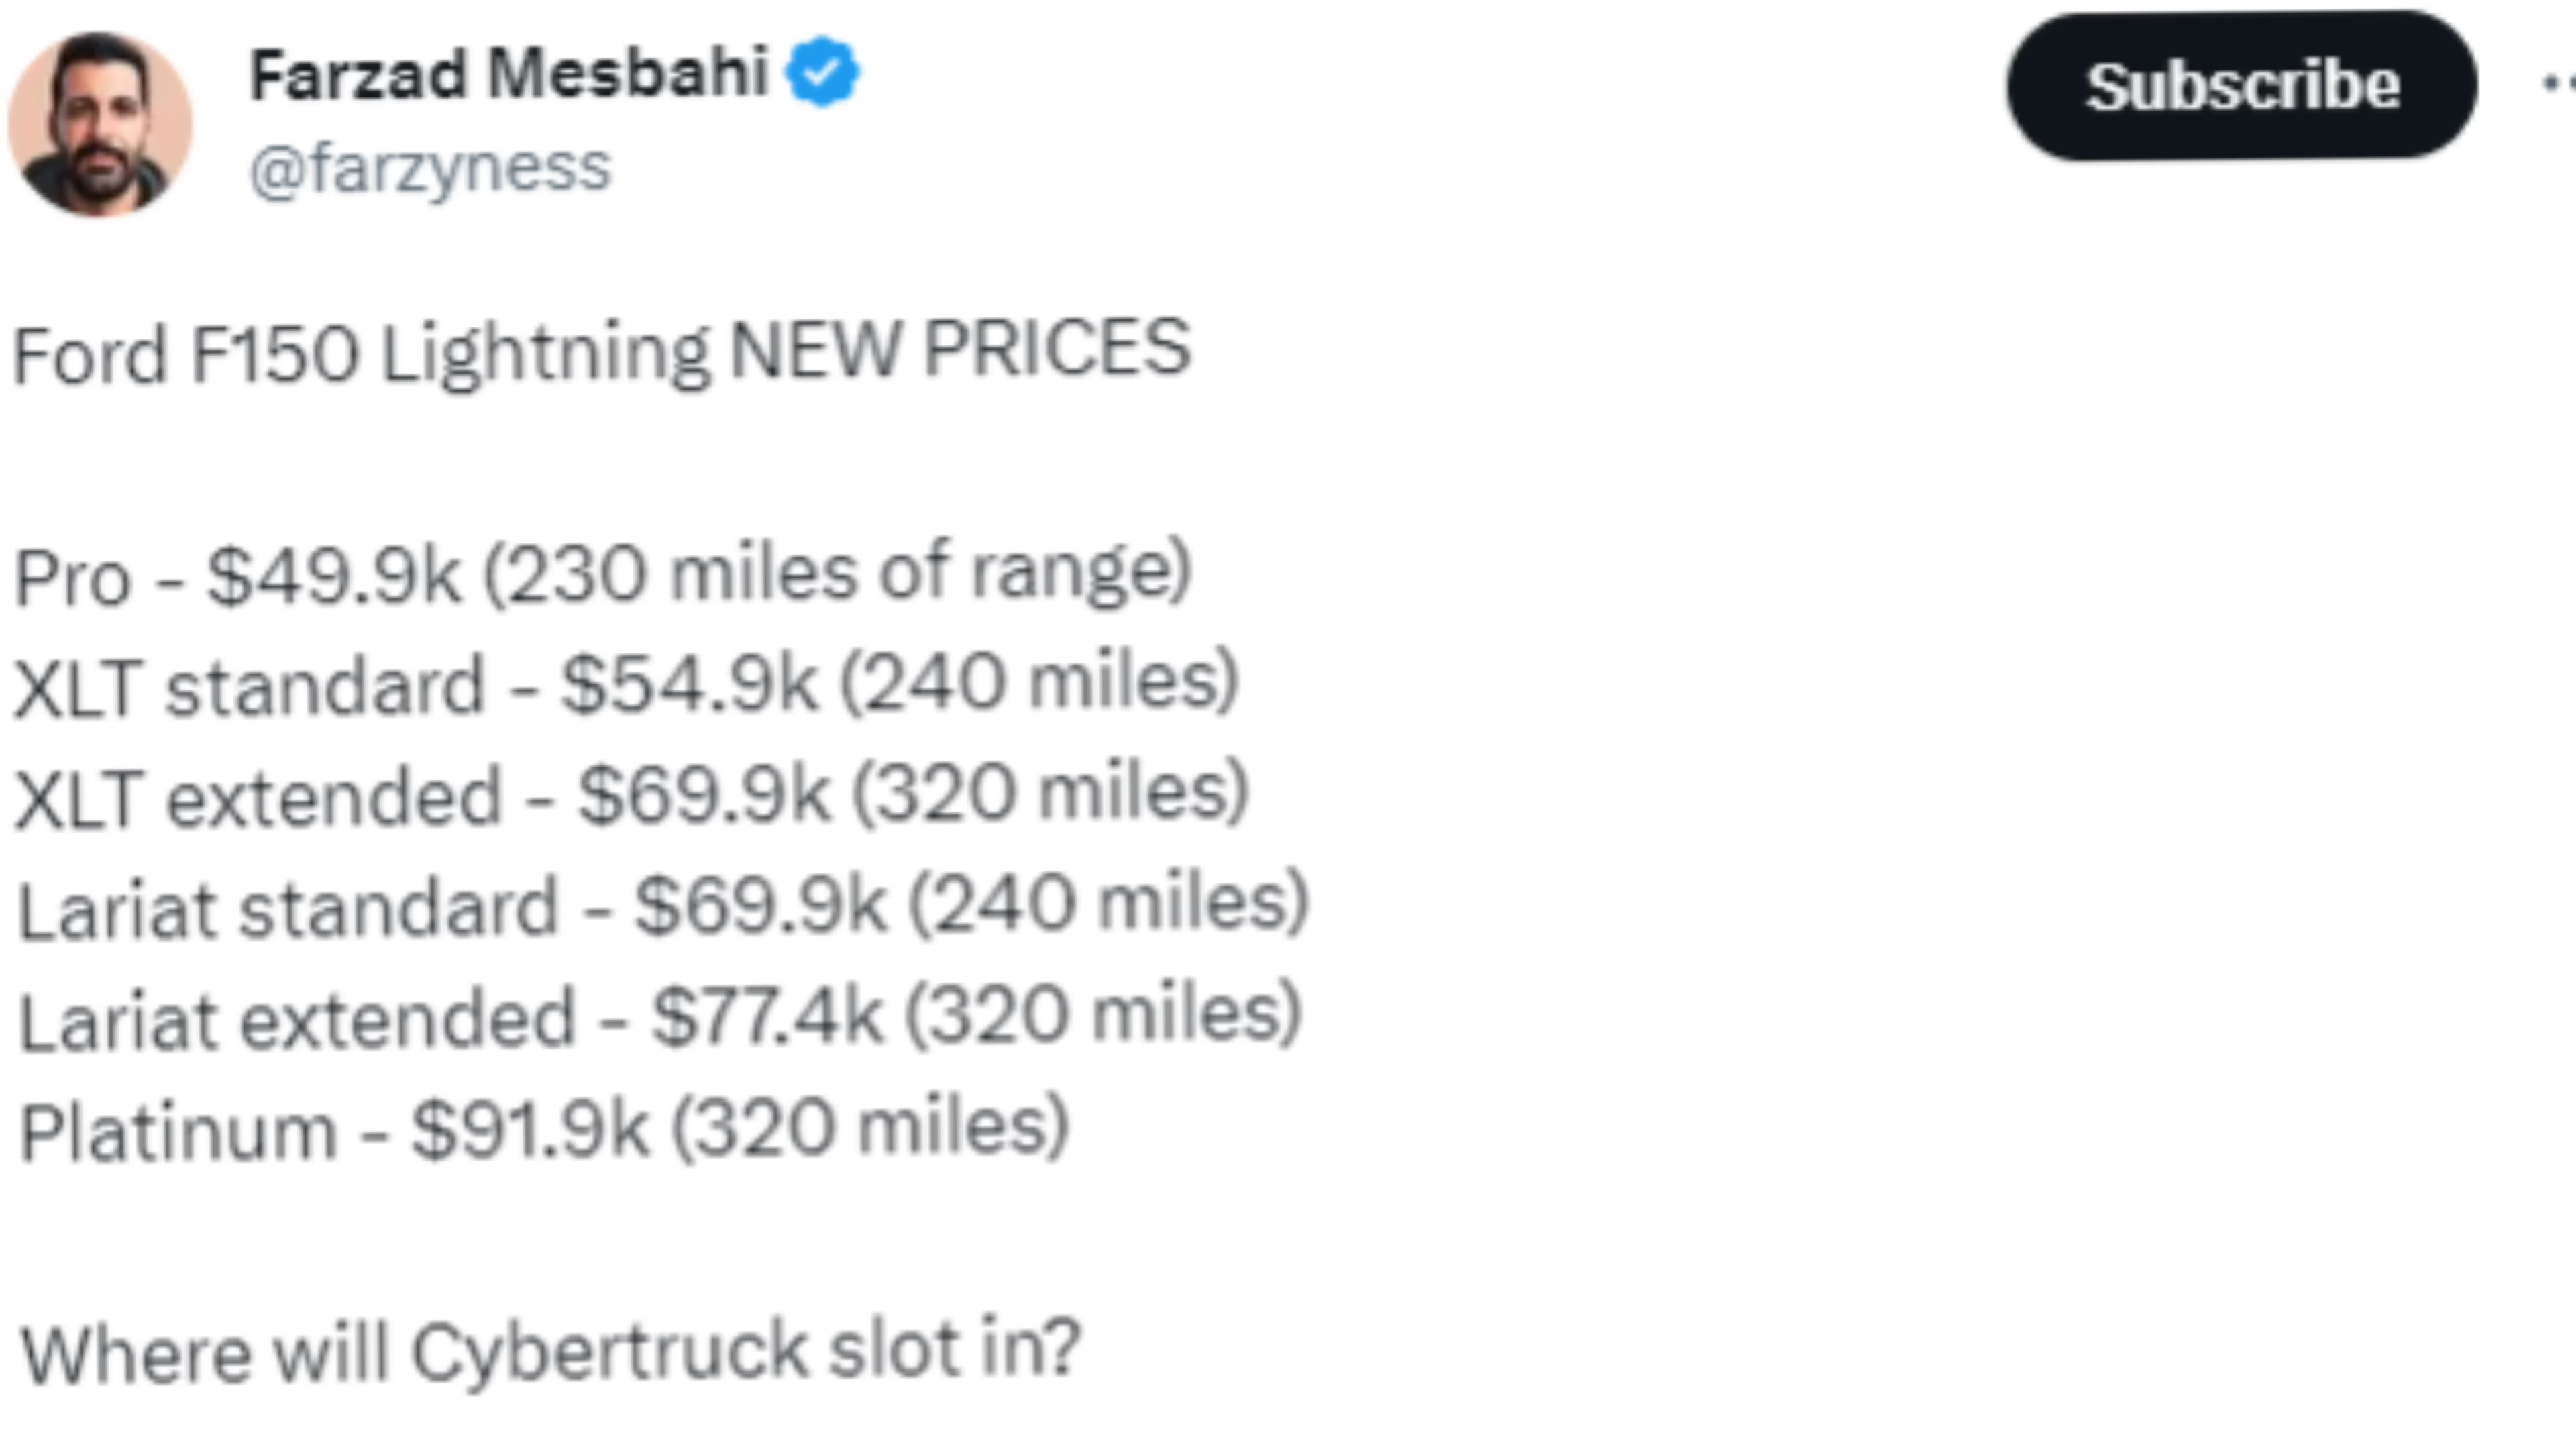 Farzad Mesbahi
Subscribe
@farzyness
Ford F150 Lightning NEW PRICES
Pro - $49.9k (230 miles of range)
XLT standard - $54.9k (240 miles)
XLT extended - $69.9k (320 miles)
Lariat standard - $69.9k (240 miles)
Lariat extended - $77.4k (320 miles)
Platinum - $91.9k (320 miles)
Where will Cybertruck slot in?